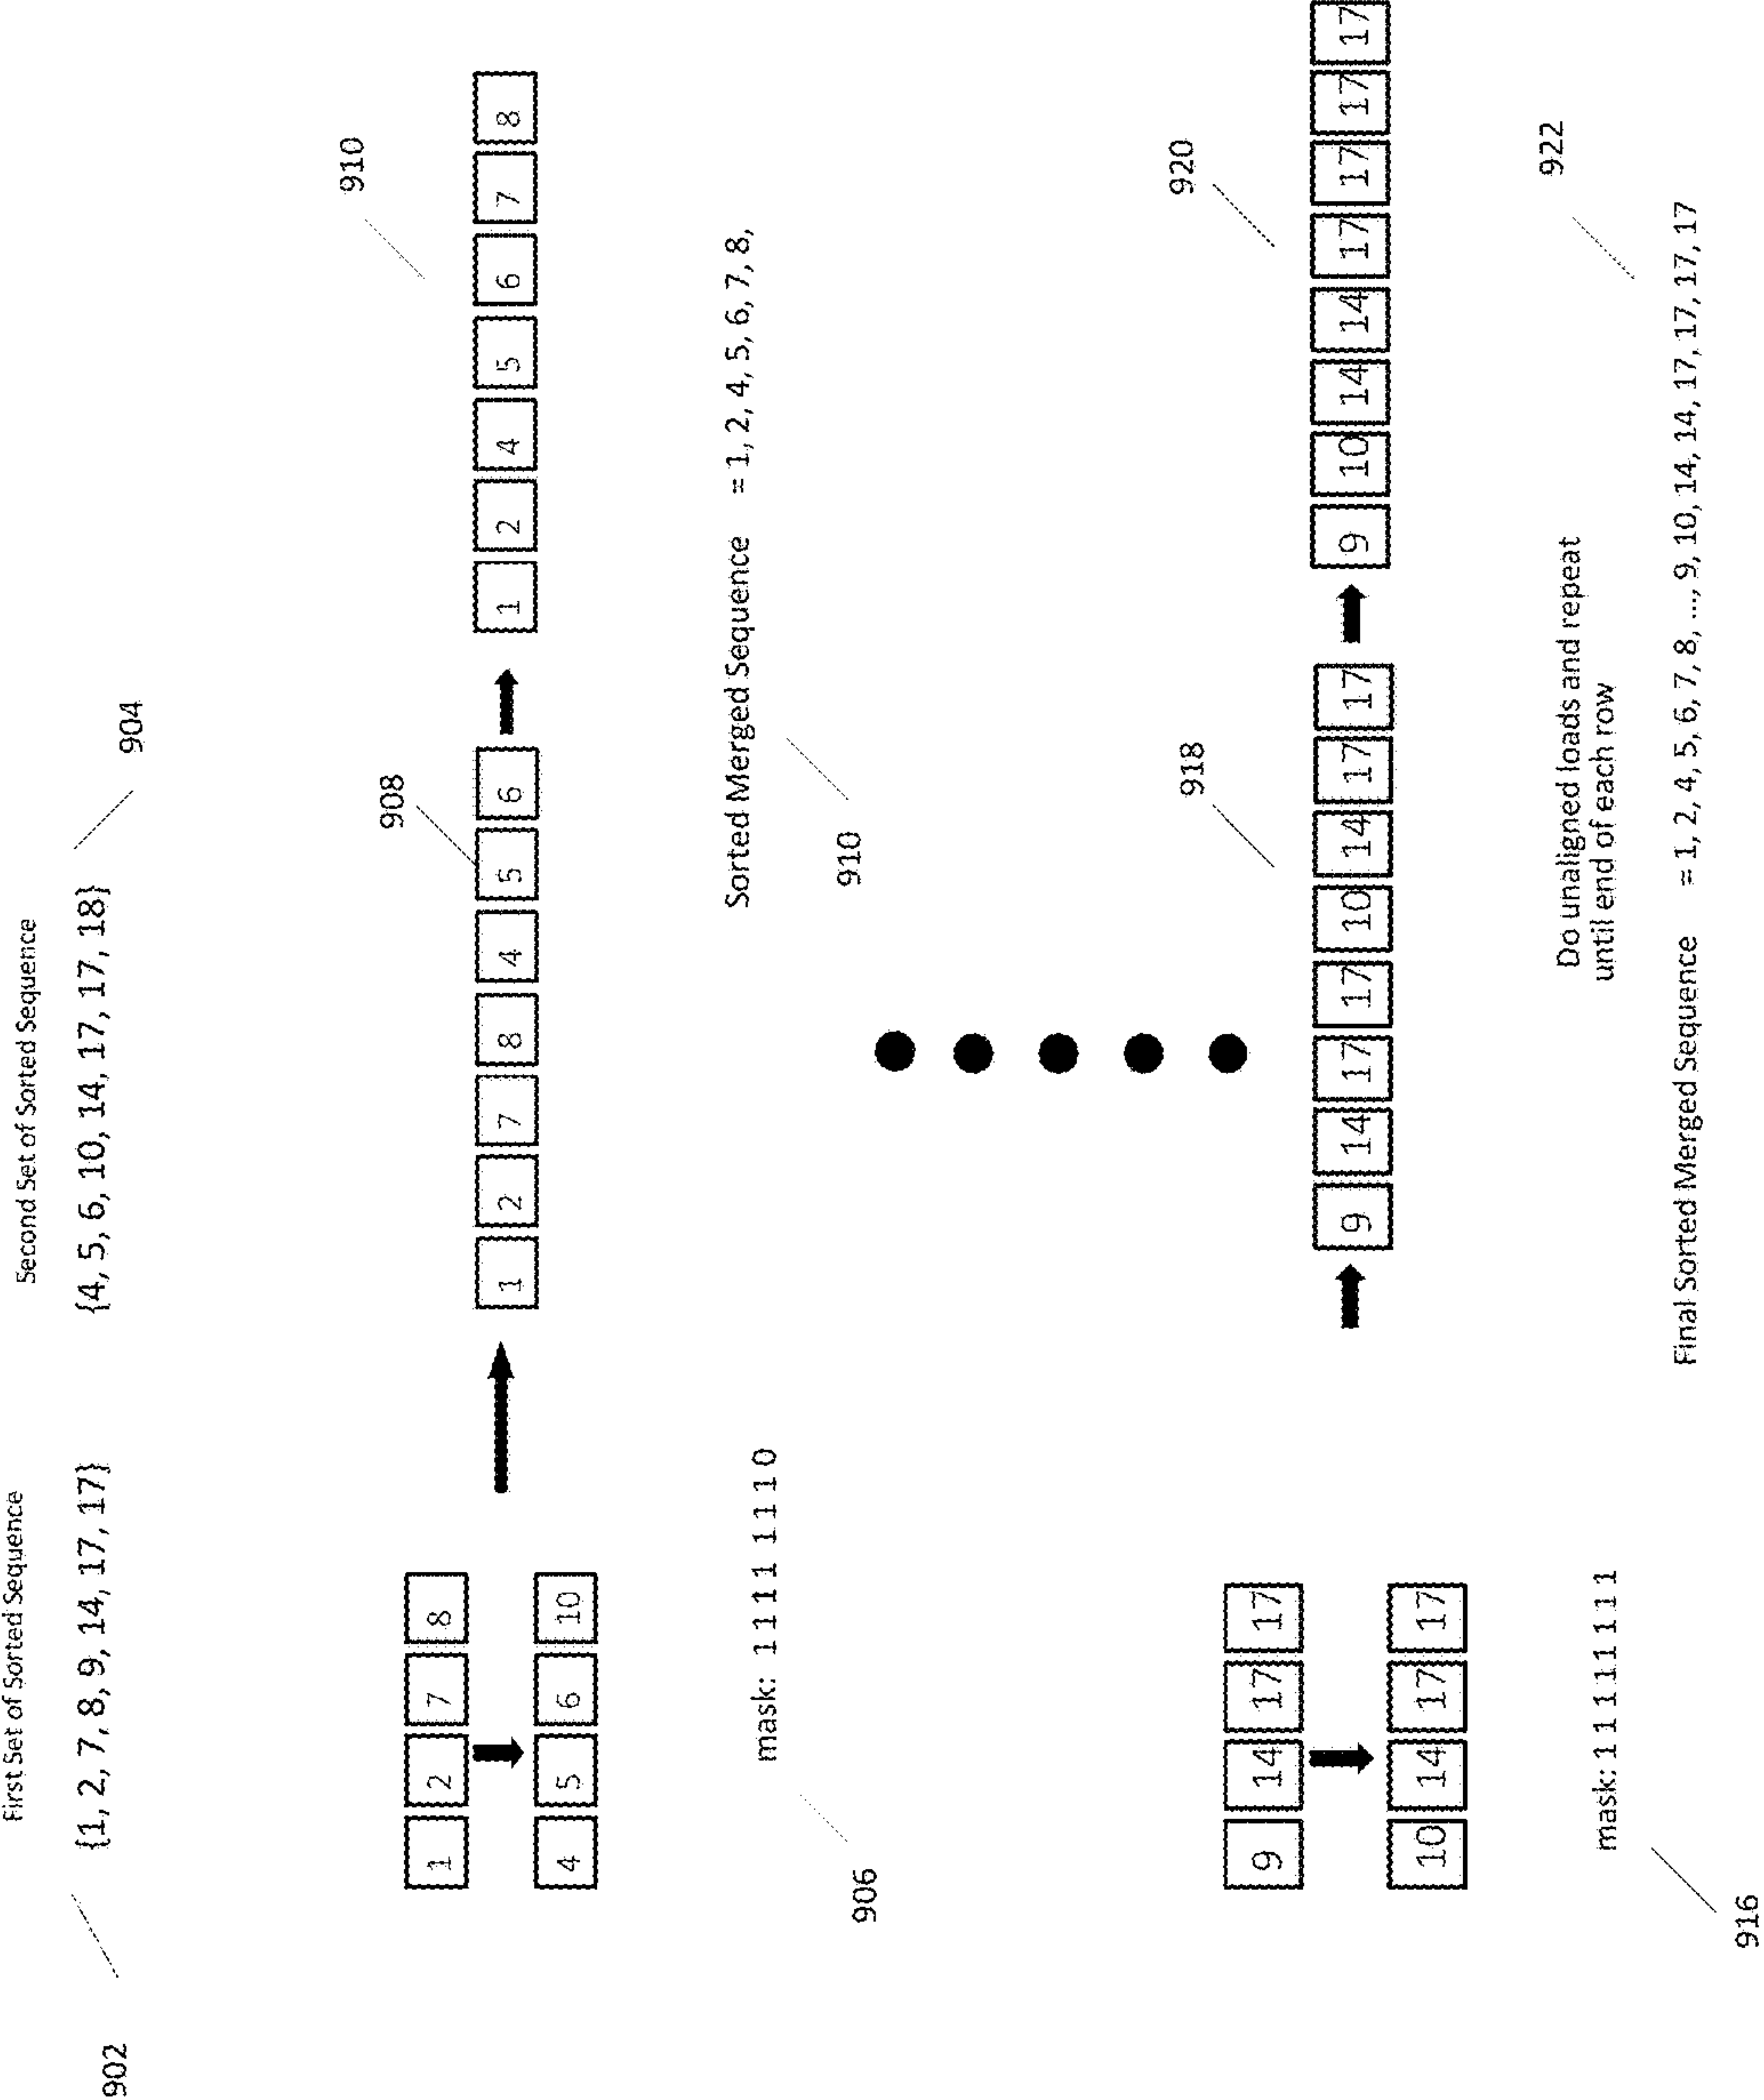 First Set of Sorted Sequence
Second Set of Sorted Sequence
902
{1, 2, 7, 8, 9, 14, 17, 17}
{4, 5, 6, 10, 14, 17, 17, 18}
904
910
908
1 2 7 8
1 2 7 8 4 5 6
1 2 4 5 6 7 8
4 5 6 10
mask: 1 1 1 1 1 1 1 0
Sorted Merged Sequence = 1, 2, 4, 5, 6, 7, 8,
906
910
918
920
9 14 17 17
9 14 17 17 10 14 17 17
9 10 14 14 17 17 17 17
10 14 17 17
mask: 1 1 1 1 1 1 1 1
Do unaligned loads and repeat
until end of each row
922
916
Final Sorted Merged Sequence = 1, 2, 4, 5, 6, 7, 8, ..., 9, 10, 14, 14, 17, 17, 17, 17